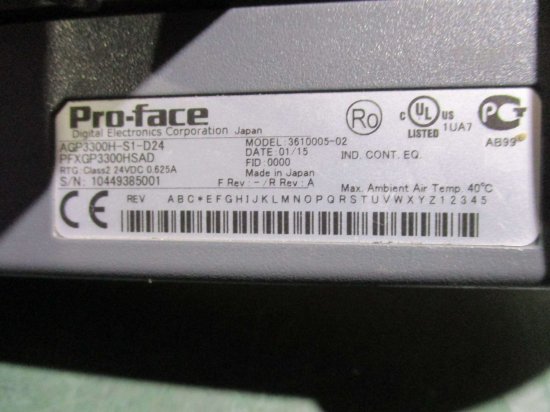 Pro-face
Digital Electronics Corporation Japan
AGP3300H-S1-D24
PFXGP3300HSAD
RTG: Class2 24VDC 0.625A
S/N: 10449385001
MODEL: 3610005-02
DATE: 01/15
FID: 0000
Made in Japan
F Rev : - /R Rev : A
IND. CONT. EQ.
Max. Ambient Air Temp. 40°C
Ro
c UL US
LISTED 1UA7
PC
AB99
CE
REV A B C * E F G H I J K L M N O P Q R S T U V W X Y Z 1 2 3 4 5